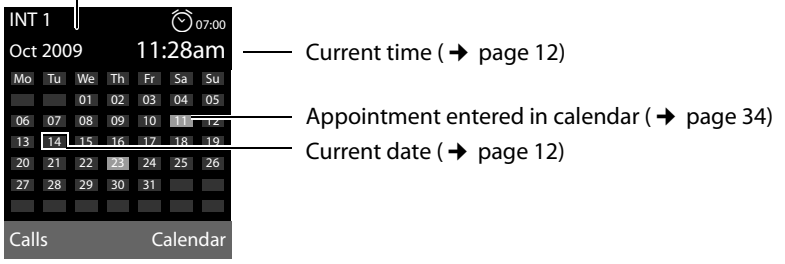 INT 1 07:00
Oct 2009 11:28am
Current time ( ➔ page 12)
Mo Tu We Th Fr Sa Su
01 02 03 04 05
06 07 08 09 10 11 12
Appointment entered in calendar ( ➔ page 34)
13 14 15 16 17 18 19
Current date ( ➔ page 12)
20 21 22 23 24 25 26
27 28 29 30 31
Calls Calendar